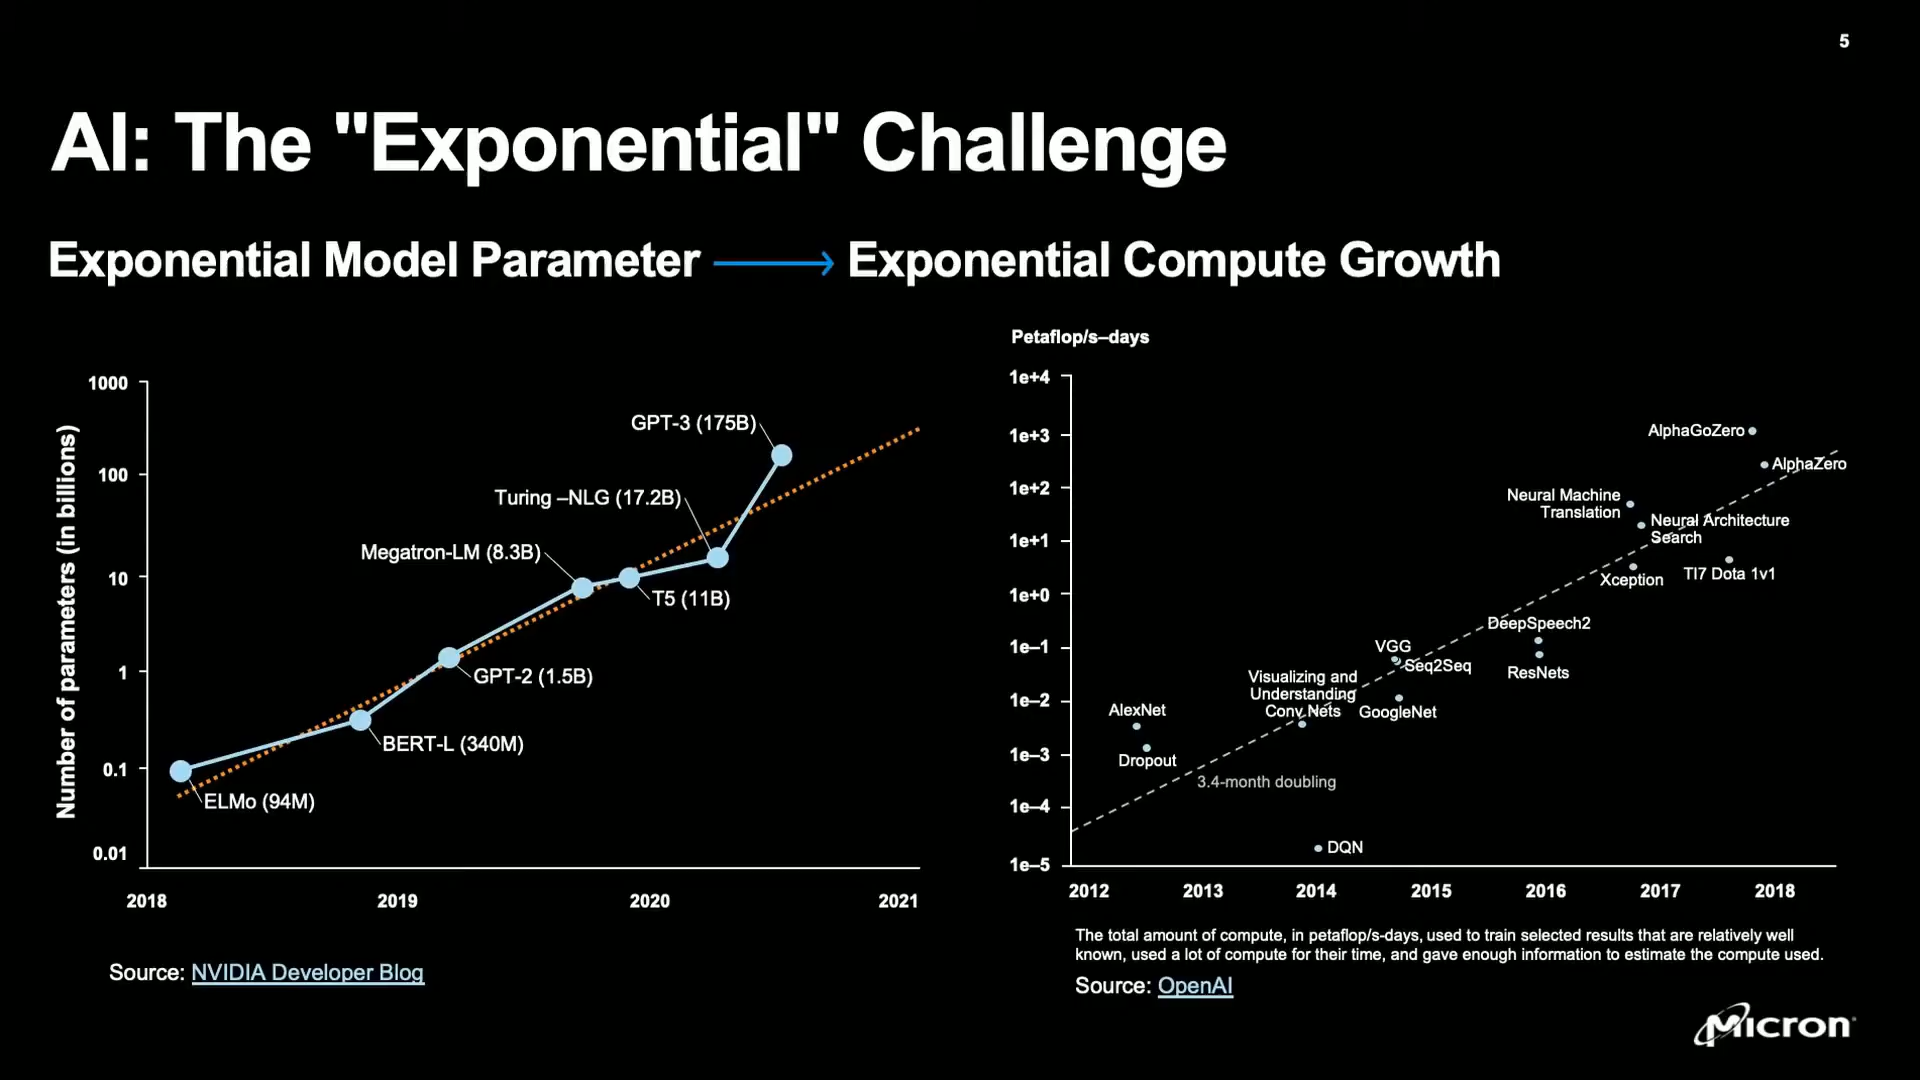 5
AI: The "Exponential" Challenge
Exponential Model Parameter
Exponential Compute Growth
Number of parameters (in billions)
1000
100
10
1
0.1
0.01
2018
2019
2020
2021
GPT-3 (175B)
Turing –NLG (17.2B)
Megatron-LM (8.3B)
T5 (11B)
GPT-2 (1.5B)
BERT-L (340M)
ELMo (94M)
Source: NVIDIA Developer Blog
Petaflop/s–days
1e+4
1e+3
1e+2
1e+1
1e+0
1e–1
1e–2
1e–3
1e–4
1e–5
2012
2013
2014
2015
2016
2017
2018
AlphaGoZero
AlphaZero
Neural Machine
Translation
Neural Architecture
Search
Xception
TI7 Dota 1v1
DeepSpeech2
ResNets
VGG
Seq2Seq
Visualizing and
Understanding
Conv Nets
GoogleNet
AlexNet
Dropout
3.4-month doubling
DQN
The total amount of compute, in petaflop/s-days, used to train selected results that are relatively well
known, used a lot of compute for their time, and gave enough information to estimate the compute used.
Source: OpenAI
Micron